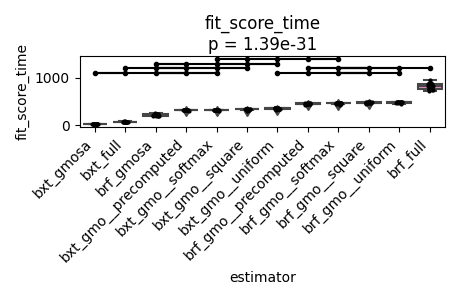 fit_score_time
p = 1.39e-31
fit_score_time
1000
0
bxt_gmosa
bxt_full
brf_gmosa
bxt_gmo__precomputed
bxt_gmo__softmax
bxt_gmo__square
bxt_gmo__uniform
brf_gmo__precomputed
brf_gmo__softmax
brf_gmo__square
brf_gmo__uniform
brf_full
estimator